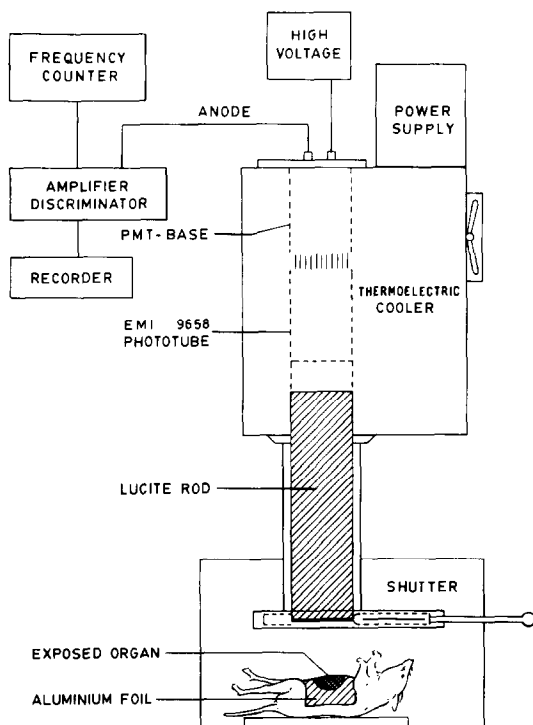 HIGH
VOLTAGE
FREQUENCY
COUNTER
POWER
SUPPLY
ANODE
AMPLIFIER
DISCRIMINATOR
PMT-BASE
RECORDER
THERMOELECTRIC
COOLER
EMI 9658
PHOTOTUBE
LUCITE ROD
SHUTTER
EXPOSED ORGAN
ALUMINIUM FOIL